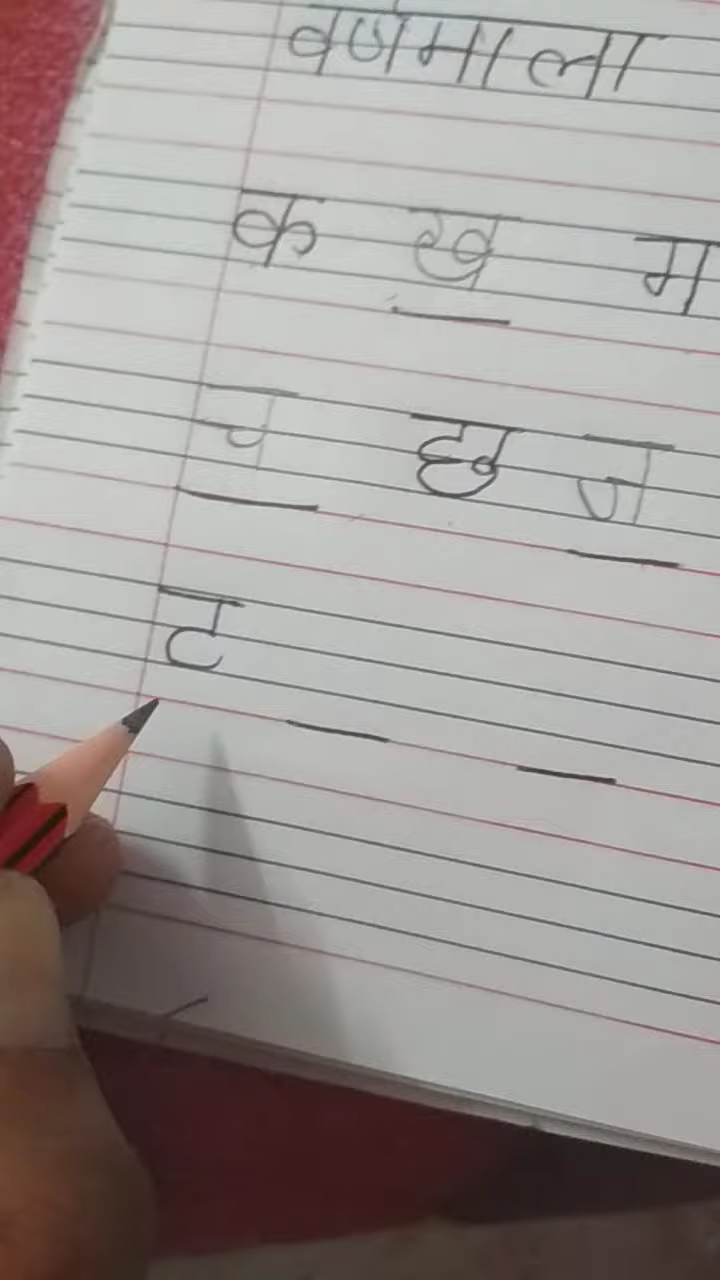 वर्णमाला
क ख ग
च छ ज
ट